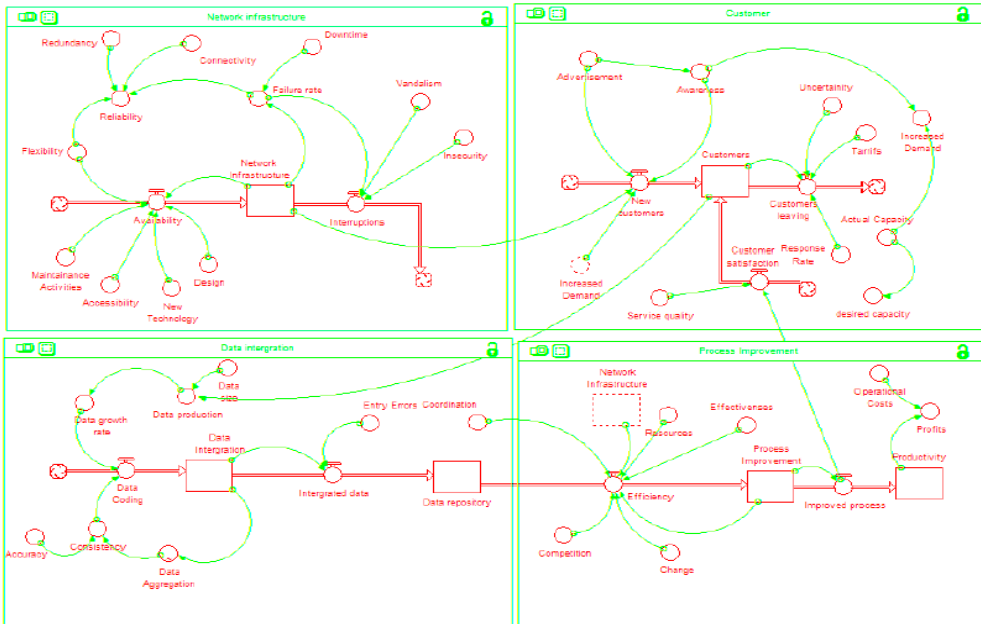 Network infrastructure
Redundancy
Connectivity
Downtime
Failure rate
Reliability
Vandalism
Insecurity
Flexibility
Network
Infrastructure
Availability
Interruptions
Maintainance
Activities
Accessibility
New
Technology
Design
Customer
Advertisement
Awareness
Uncertainity
Increased
Demand
Tarrifs
Customers
New
customers
Customers
leaving
Actual Capacity
Customer
satisfaction
Response
Rate
Increased
Demand
Service quality
desired capacity
Data intergration
Data
size
Data production
Data growth
rate
Entry Errors
Coordination
Data
Intergration
Data
Coding
Intergrated data
Data repository
Accuracy
Consistency
Data
Aggregation
Process improvement
Network
Infrastructure
Resources
Effectiveness
Operational
Costs
Profits
Process
Improvement
Productivity
Efficiency
Improved process
Competition
Change